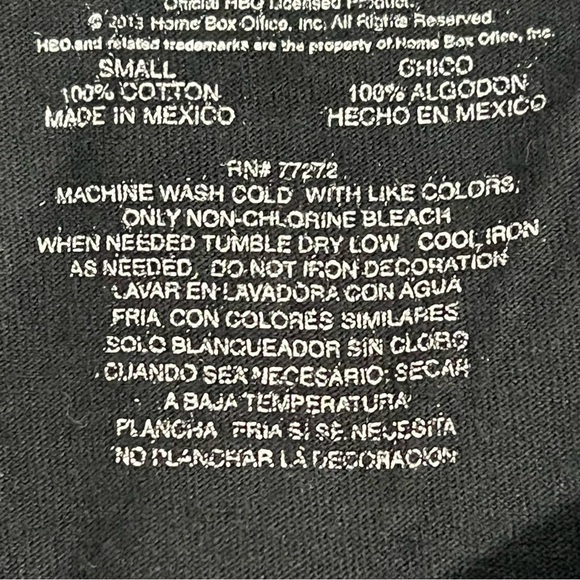 Official HBO Licensed Product.
© 2013 Home Box Office, Inc. All Rights Reserved.
HBO and related trademarks are the property of Home Box Office, Inc.
SMALL CHICO
100% COTTON 100% ALGODON
MADE IN MEXICO HECHO EN MEXICO
RN# 77272
MACHINE WASH COLD WITH LIKE COLORS,
ONLY NON-CHLORINE BLEACH
WHEN NEEDED TUMBLE DRY LOW COOL IRON
AS NEEDED, DO NOT IRON DECORATION
LAVAR EN LAVADORA CON AGUA
FRIA CON COLORES SIMILARES
SOLO BLANQUEADOR SIN CLORO
CUANDO SEA NECESARIO; SECAR
A BAJA TEMPERATURA
PLANCHA FRIA SI SE NECESITA
NO PLANCHAR LA DECORACION